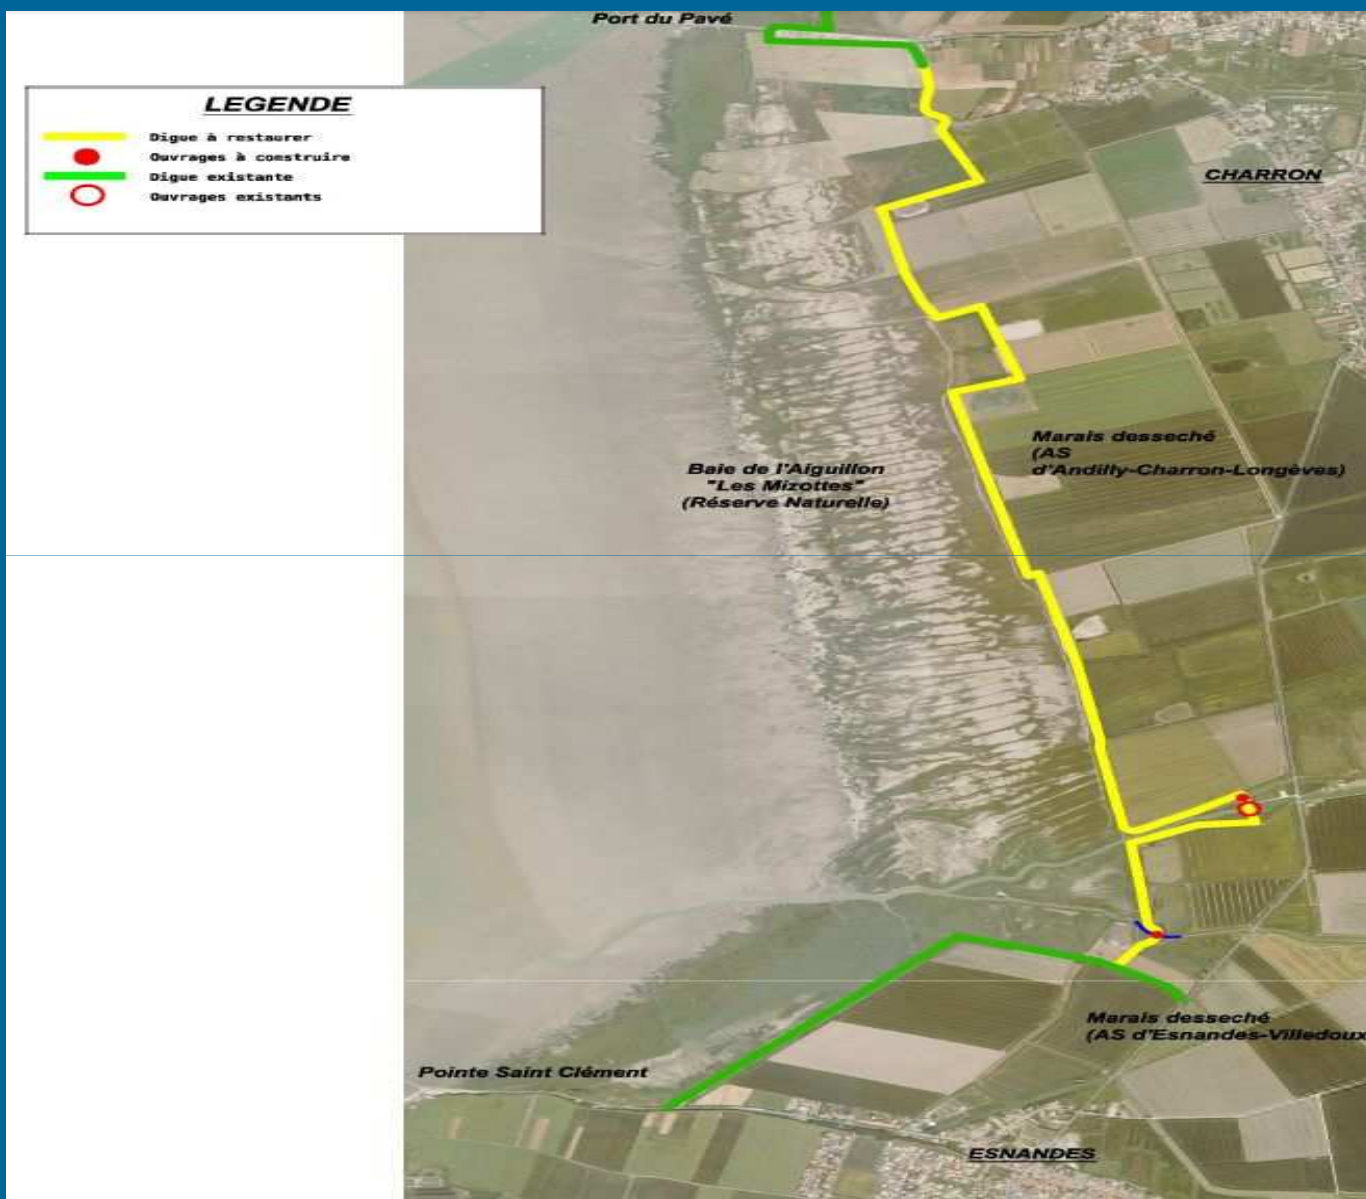 Port du Pavé
LEGENDE
Digue à restaurer
Ouvrages à construire
Digue existante
Ouvrages existants
CHARRON
Marais desseché
(AS
d'Andilly-Charron-Longèves)
Baie de l'Aiguillon
"Les Mizottes"
(Réserve Naturelle)
Marais desseché
(AS d'Esnandes-Villedoux
Pointe Saint Clément
ESNANDES